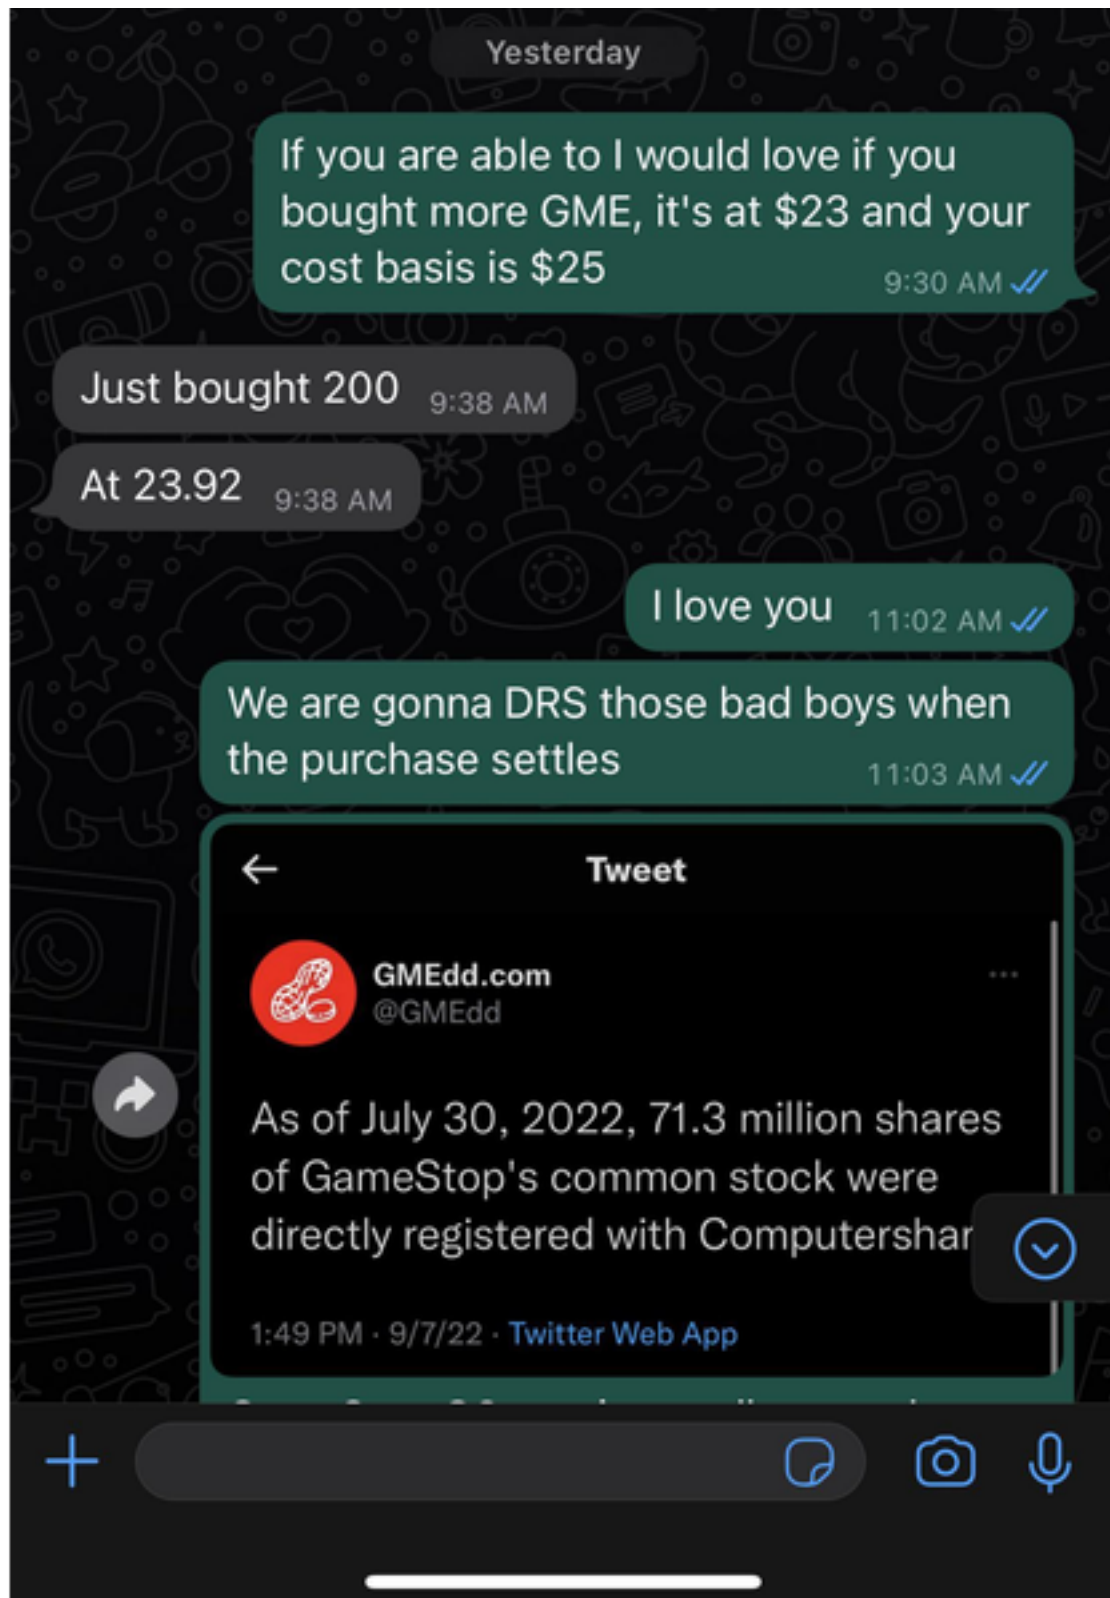 Yesterday
If you are able to I would love if you
bought more GME, it's at $23 and your
cost basis is $25
9:30 AM
Just bought 200
9:38 AM
At 23.92
9:38 AM
I love you
11:02 AM
We are gonna DRS those bad boys when
the purchase settles
11:03 AM
Tweet
GMEdd.com
@GMEdd
As of July 30, 2022, 71.3 million shares
of GameStop's common stock were
directly registered with Computershar
1:49 PM · 9/7/22 · Twitter Web App